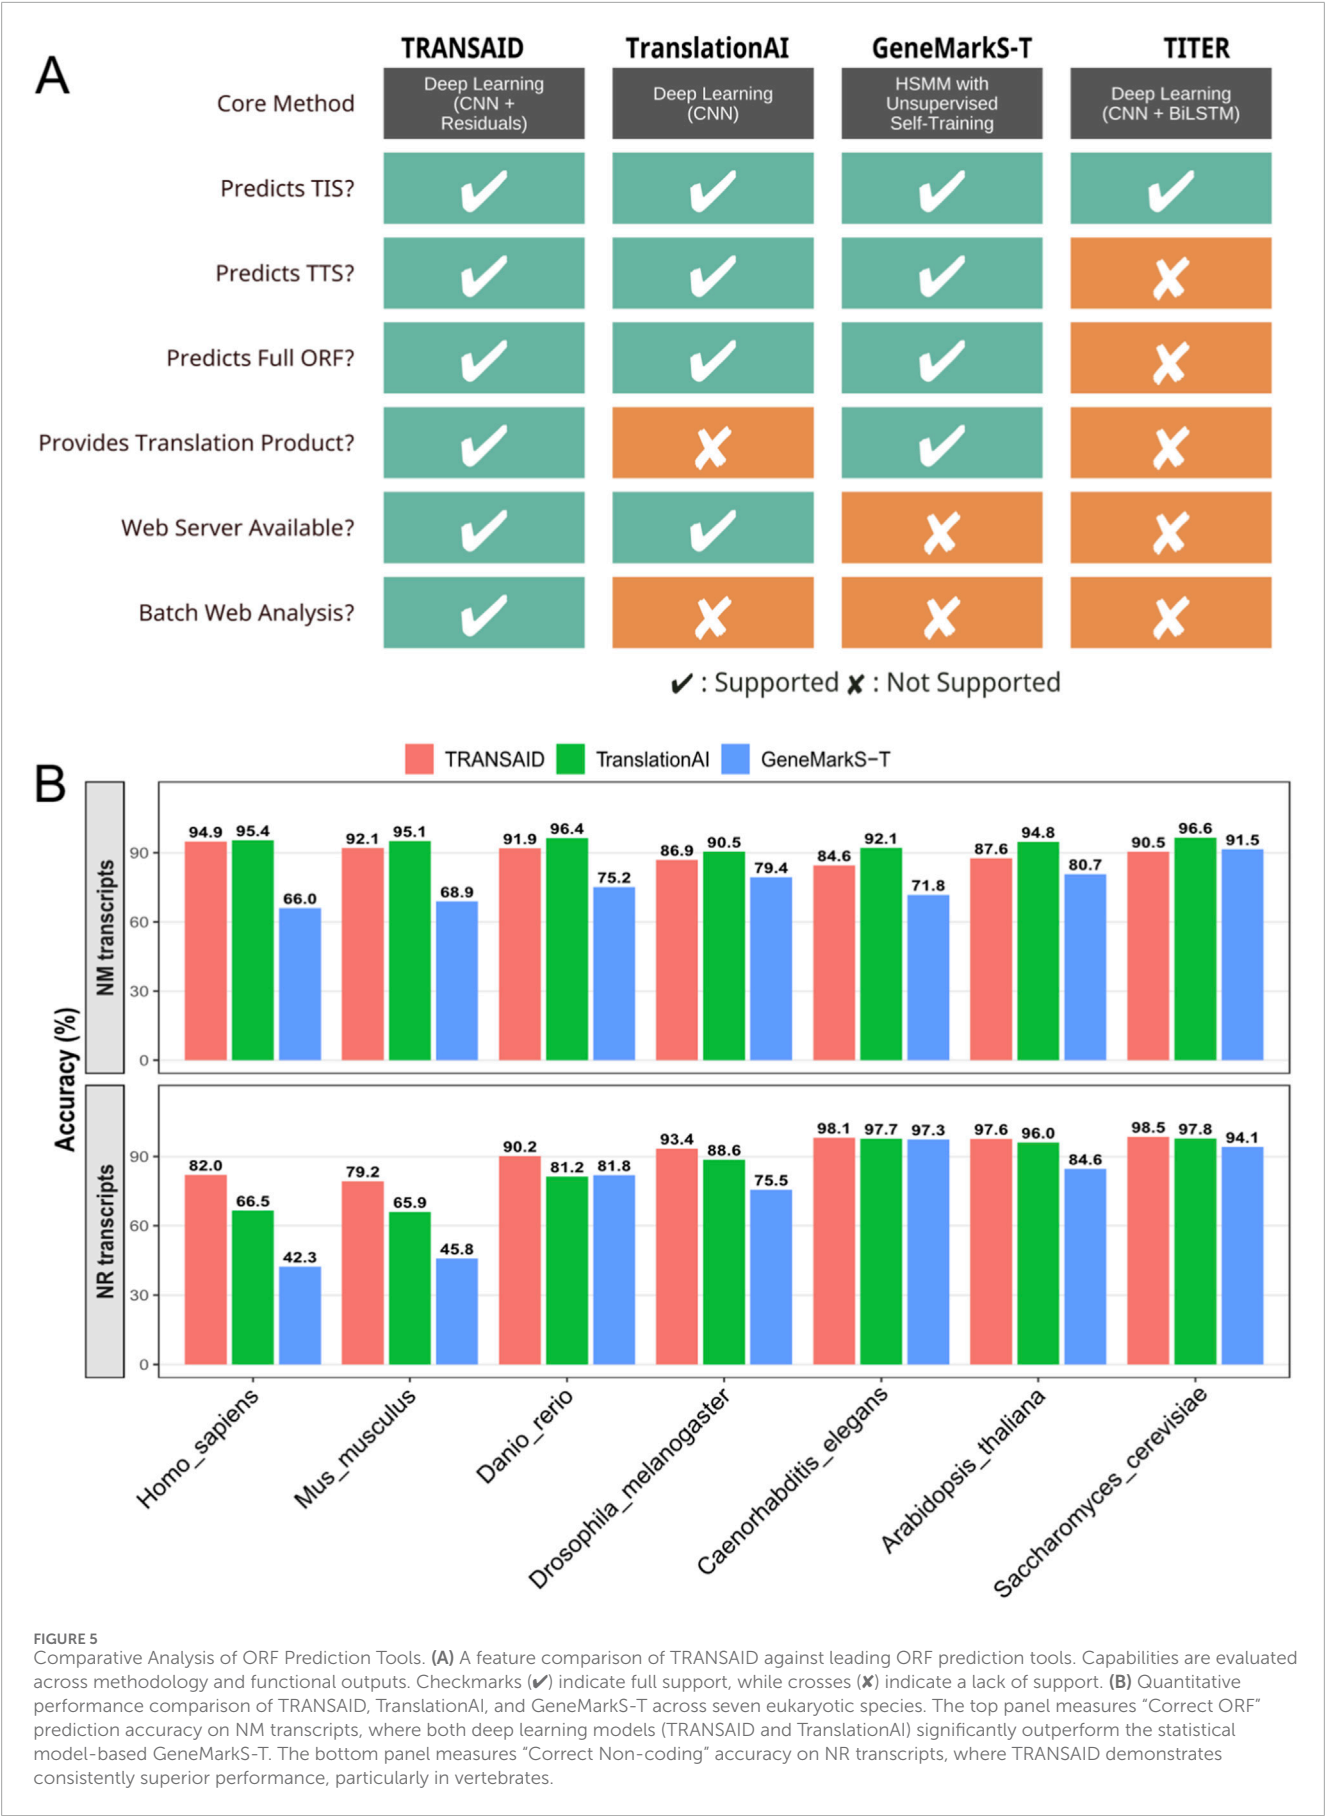 A
TRANSAID
TranslationAI
GeneMarkS-T
TITER
Core Method
Deep Learning
(CNN +
Residuals)
Deep Learning
(CNN)
HSMM with
Unsupervised
Self-Training
Deep Learning
(CNN + BiLSTM)
Predicts TIS?
✔ ✔ ✔ ✔
Predicts TTS?
✔ ✔ ✔ ✘
Predicts Full ORF?
✔ ✔ ✔ ✘
Provides Translation Product?
✔ ✘ ✔ ✘
Web Server Available?
✔ ✔ ✘ ✘
Batch Web Analysis?
✔ ✘ ✘ ✘
✔ : Supported ✘ : Not Supported
B
TRANSAID TranslationAI GeneMarkS−T
Accuracy (%)
NM transcripts
90
60
30
0
94.9 95.4 66.0
92.1 95.1 68.9
91.9 96.4 75.2
86.9 90.5 79.4
84.6 92.1 71.8
87.6 94.8 80.7
90.5 96.6 91.5
NR transcripts
90
60
30
0
82.0 66.5 42.3
79.2 65.9 45.8
90.2 81.2 81.8
93.4 88.6 75.5
98.1 97.7 97.3
97.6 96.0 84.6
98.5 97.8 94.1
Homo_sapiens
Mus_musculus
Danio_rerio
Drosophila_melanogaster
Caenorhabditis_elegans
Arabidopsis_thaliana
Saccharomyces_cerevisiae
FIGURE 5
Comparative Analysis of ORF Prediction Tools. (A) A feature comparison of TRANSAID against leading ORF prediction tools. Capabilities are evaluated
across methodology and functional outputs. Checkmarks (✔) indicate full support, while crosses (✘) indicate a lack of support. (B) Quantitative
performance comparison of TRANSAID, TranslationAI, and GeneMarkS-T across seven eukaryotic species. The top panel measures “Correct ORF”
prediction accuracy on NM transcripts, where both deep learning models (TRANSAID and TranslationAI) significantly outperform the statistical
model-based GeneMarkS-T. The bottom panel measures “Correct Non-coding” accuracy on NR transcripts, where TRANSAID demonstrates
consistently superior performance, particularly in vertebrates.